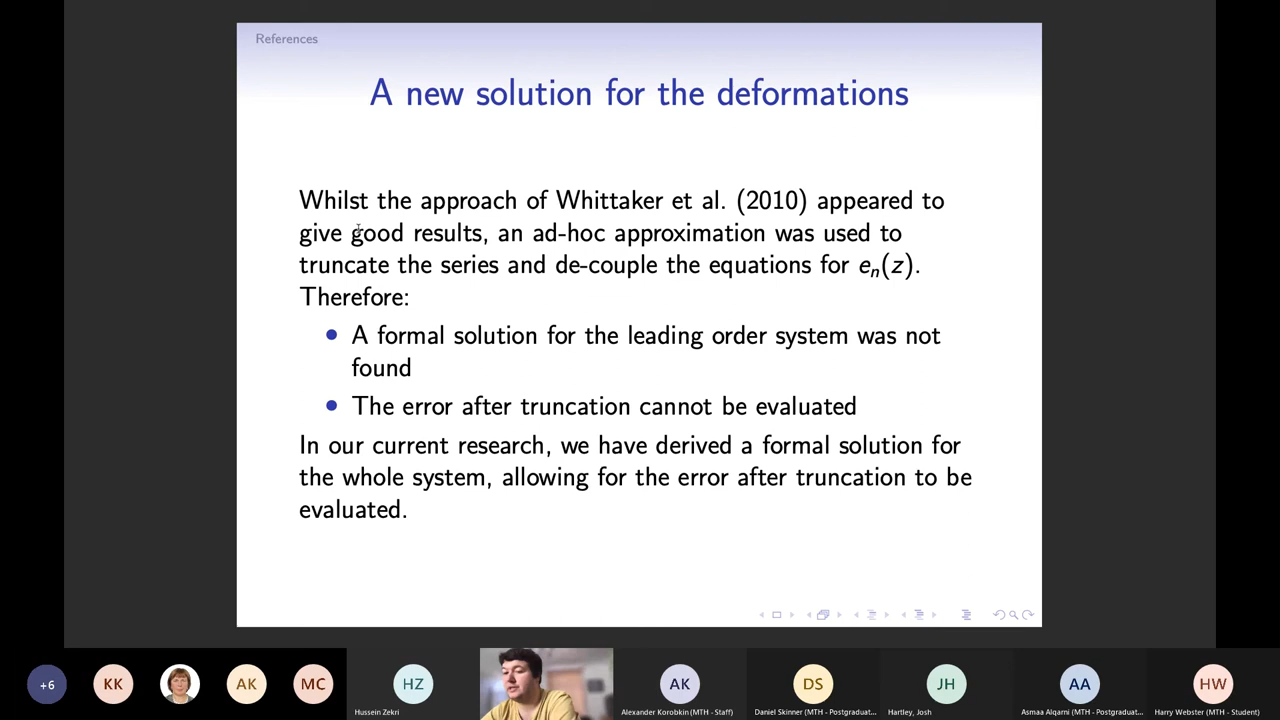 References
A new solution for the deformations
Whilst the approach of Whittaker et al. (2010) appeared to
give good results, an ad-hoc approximation was used to
truncate the series and de-couple the equations for eₙ(z).
Therefore:
• A formal solution for the leading order system was not
found
• The error after truncation cannot be evaluated
In our current research, we have derived a formal solution for
the whole system, allowing for the error after truncation to be
evaluated.
+6
KK
AK
MC
HZ
AK
DS
JH
AA
HW
Hussein Zekri
Alexander Korobkin (MTH - Staff)
Daniel Skinner (MTH - Postgraduat...
Hartley, Josh
Asmaa Alqarni (MTH - Postgraduat...
Harry Webster (MTH - Student)